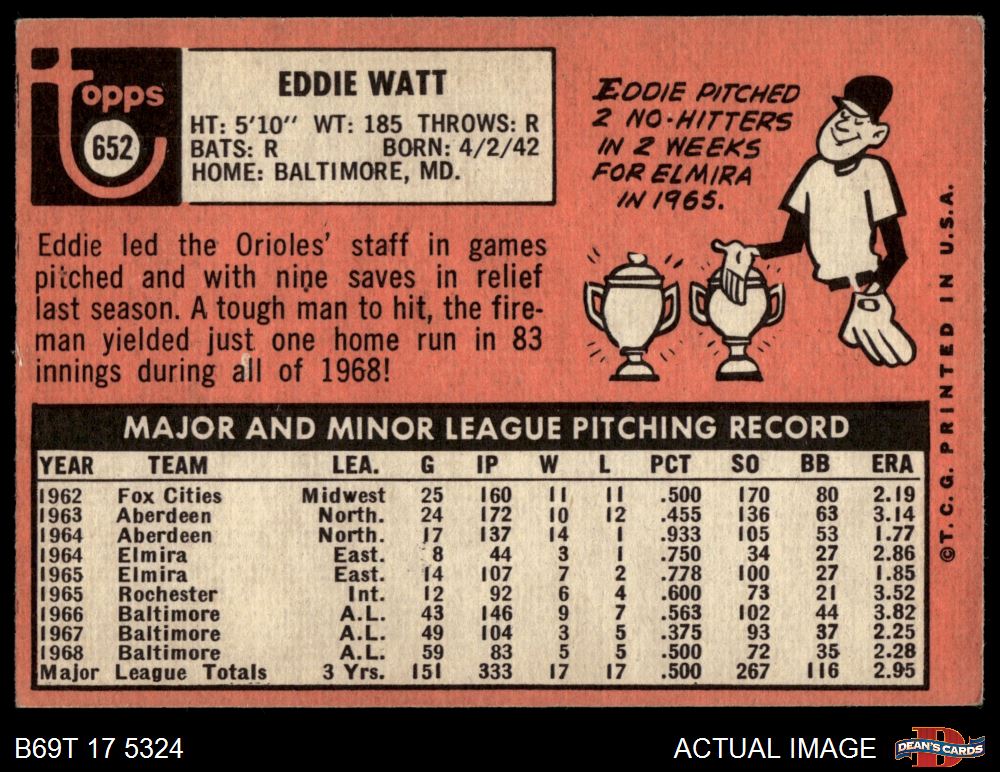 Topps
652
EDDIE WATT
HT: 5'10" WT: 185 THROWS: R
BATS: R BORN: 4/2/42
HOME: BALTIMORE, MD.
EDDIE PITCHED
2 NO-HITTERS
IN 2 WEEKS
FOR ELMIRA
IN 1965.
Eddie led the Orioles' staff in games
pitched and with nine saves in relief
last season. A tough man to hit, the fire-
man yielded just one home run in 83
innings during all of 1968!
MAJOR AND MINOR LEAGUE PITCHING RECORD
YEAR TEAM LEA. G IP W L PCT SO BB ERA
1962 Fox Cities Midwest 25 160 11 11 .500 170 80 2.19
1963 Aberdeen North. 24 172 10 12 .455 136 63 3.14
1964 Aberdeen North. 17 137 14 1 .933 105 53 1.77
1964 Elmira East. 8 44 3 1 .750 34 27 2.86
1965 Elmira East. 14 107 7 2 .778 100 27 1.85
1965 Rochester Int. 12 92 6 4 .600 73 21 3.52
1966 Baltimore A.L. 43 146 9 7 .563 102 44 3.82
1967 Baltimore A.L. 49 104 3 5 .375 93 37 2.25
1968 Baltimore A.L. 59 83 5 5 .500 72 35 2.28
Major League Totals 3 Yrs. 151 333 17 17 .500 267 116 2.95
©T.C.G. PRINTED IN U.S.A.
B69T 17 5324 ACTUAL IMAGE
DEAN'S CARDS